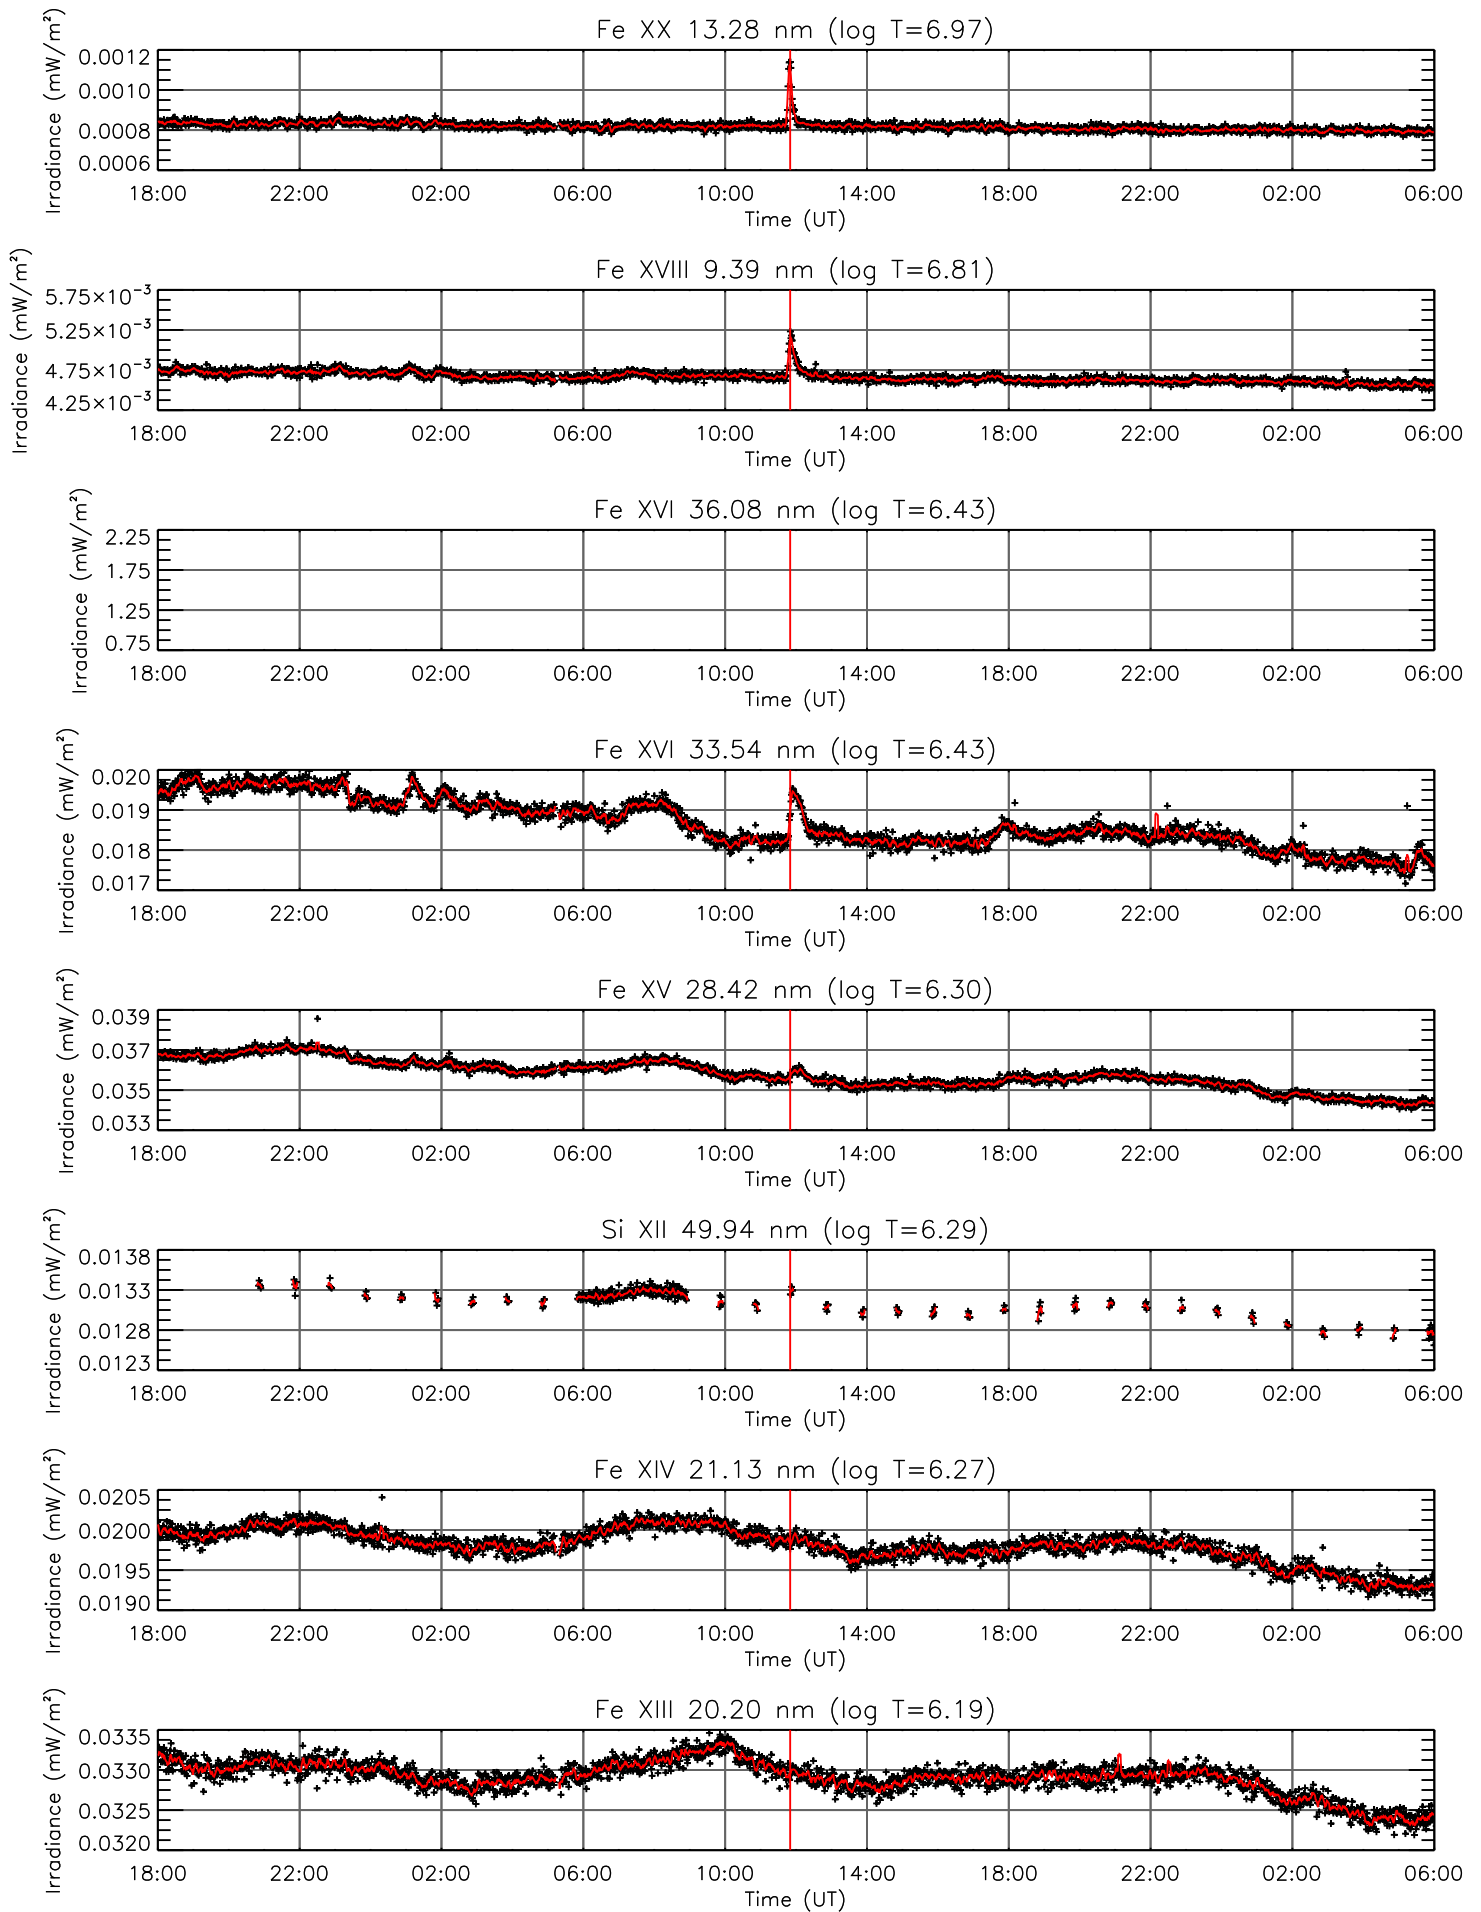 Fe XX 13.28 nm (log T=6.97)
Irradiance (mW/m²)
0.0012
0.0010
0.0008
0.0006
18:00 22:00 02:00 06:00 10:00 14:00 18:00 22:00 02:00 06:00
Time (UT)
Fe XVIII 9.39 nm (log T=6.81)
Irradiance (mW/m²)
5.75×10⁻³
5.25×10⁻³
4.75×10⁻³
4.25×10⁻³
18:00 22:00 02:00 06:00 10:00 14:00 18:00 22:00 02:00 06:00
Time (UT)
Fe XVI 36.08 nm (log T=6.43)
Irradiance (mW/m²)
2.25
1.75
1.25
0.75
18:00 22:00 02:00 06:00 10:00 14:00 18:00 22:00 02:00 06:00
Time (UT)
Fe XVI 33.54 nm (log T=6.43)
Irradiance (mW/m²)
0.020
0.019
0.018
0.017
18:00 22:00 02:00 06:00 10:00 14:00 18:00 22:00 02:00 06:00
Time (UT)
Fe XV 28.42 nm (log T=6.30)
Irradiance (mW/m²)
0.039
0.037
0.035
0.033
18:00 22:00 02:00 06:00 10:00 14:00 18:00 22:00 02:00 06:00
Time (UT)
Si XII 49.94 nm (log T=6.29)
Irradiance (mW/m²)
0.0138
0.0133
0.0128
0.0123
18:00 22:00 02:00 06:00 10:00 14:00 18:00 22:00 02:00 06:00
Time (UT)
Fe XIV 21.13 nm (log T=6.27)
Irradiance (mW/m²)
0.0205
0.0200
0.0195
0.0190
18:00 22:00 02:00 06:00 10:00 14:00 18:00 22:00 02:00 06:00
Time (UT)
Fe XIII 20.20 nm (log T=6.19)
Irradiance (mW/m²)
0.0335
0.0330
0.0325
0.0320
18:00 22:00 02:00 06:00 10:00 14:00 18:00 22:00 02:00 06:00
Time (UT)